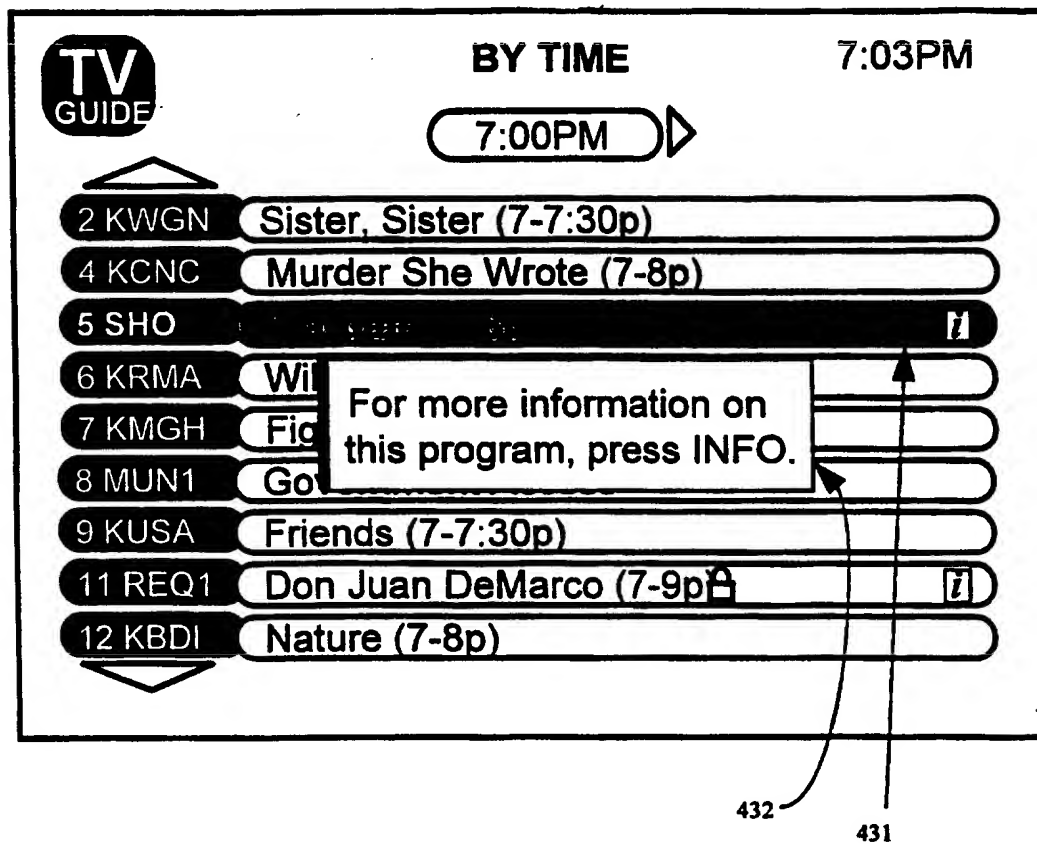 TV GUIDE
BY TIME
7:03PM
7:00PM
2 KWGN Sister, Sister (7-7:30p)
4 KCNC Murder She Wrote (7-8p)
5 SHO i
6 KRMA
7 KMGH
8 MUN1
For more information on
this program, press INFO.
9 KUSA Friends (7-7:30p)
11 REQ1 Don Juan DeMarco (7-9p) i
12 KBDI Nature (7-8p)
432
431